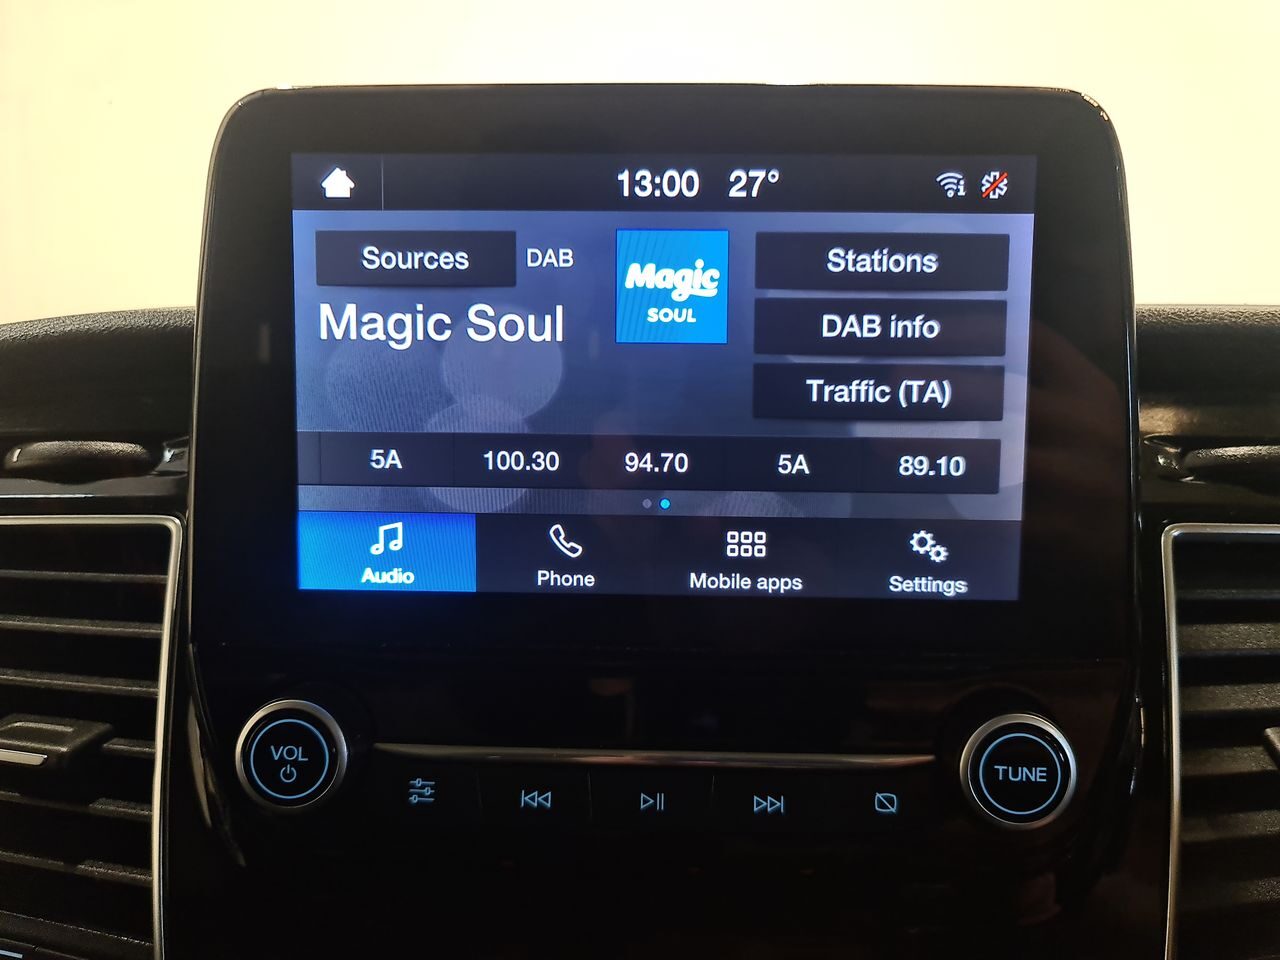 13:00 27°
Sources DAB
Magic Soul
Magic
SOUL
Stations
DAB info
Traffic (TA)
5A 100.30 94.70 5A 89.10
Audio Phone Mobile apps Settings
VOL
TUNE